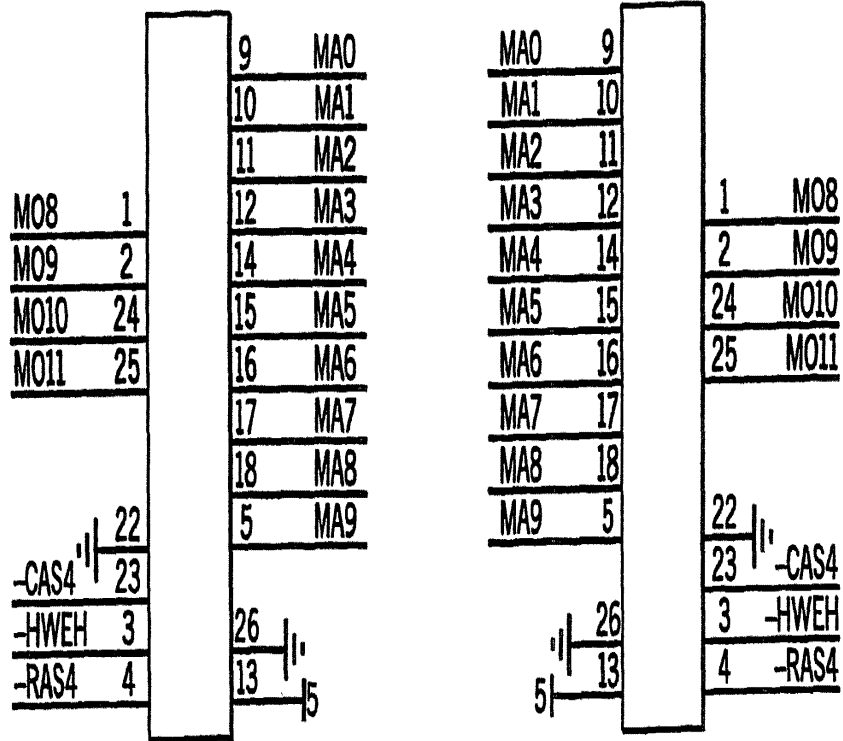 9 MA0
10 MA1
11 MA2
MO8 1 12 MA3
MO9 2 14 MA4
MO10 24 15 MA5
MO11 25 16 MA6
17 MA7
18 MA8
22 5 MA9
-CAS4 23
-HWEH 3 26
-RAS4 4 13 5
MA0 9
MA1 10
MA2 11
MA3 12 1 MO8
MA4 14 2 MO9
MA5 15 24 MO10
MA6 16 25 MO11
MA7 17
MA8 18
MA9 5 22
23 -CAS4
26 3 -HWEH
5 13 4 -RAS4